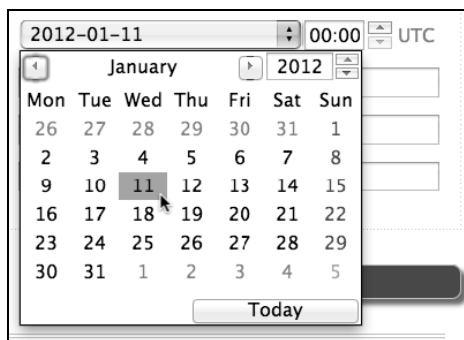 2012-01-11 00:00 UTC
January 2012
Mon Tue Wed Thu Fri Sat Sun
26 27 28 29 30 31 1
2 3 4 5 6 7 8
9 10 11 12 13 14 15
16 17 18 19 20 21 22
23 24 25 26 27 28 29
30 31 1 2 3 4 5
Today